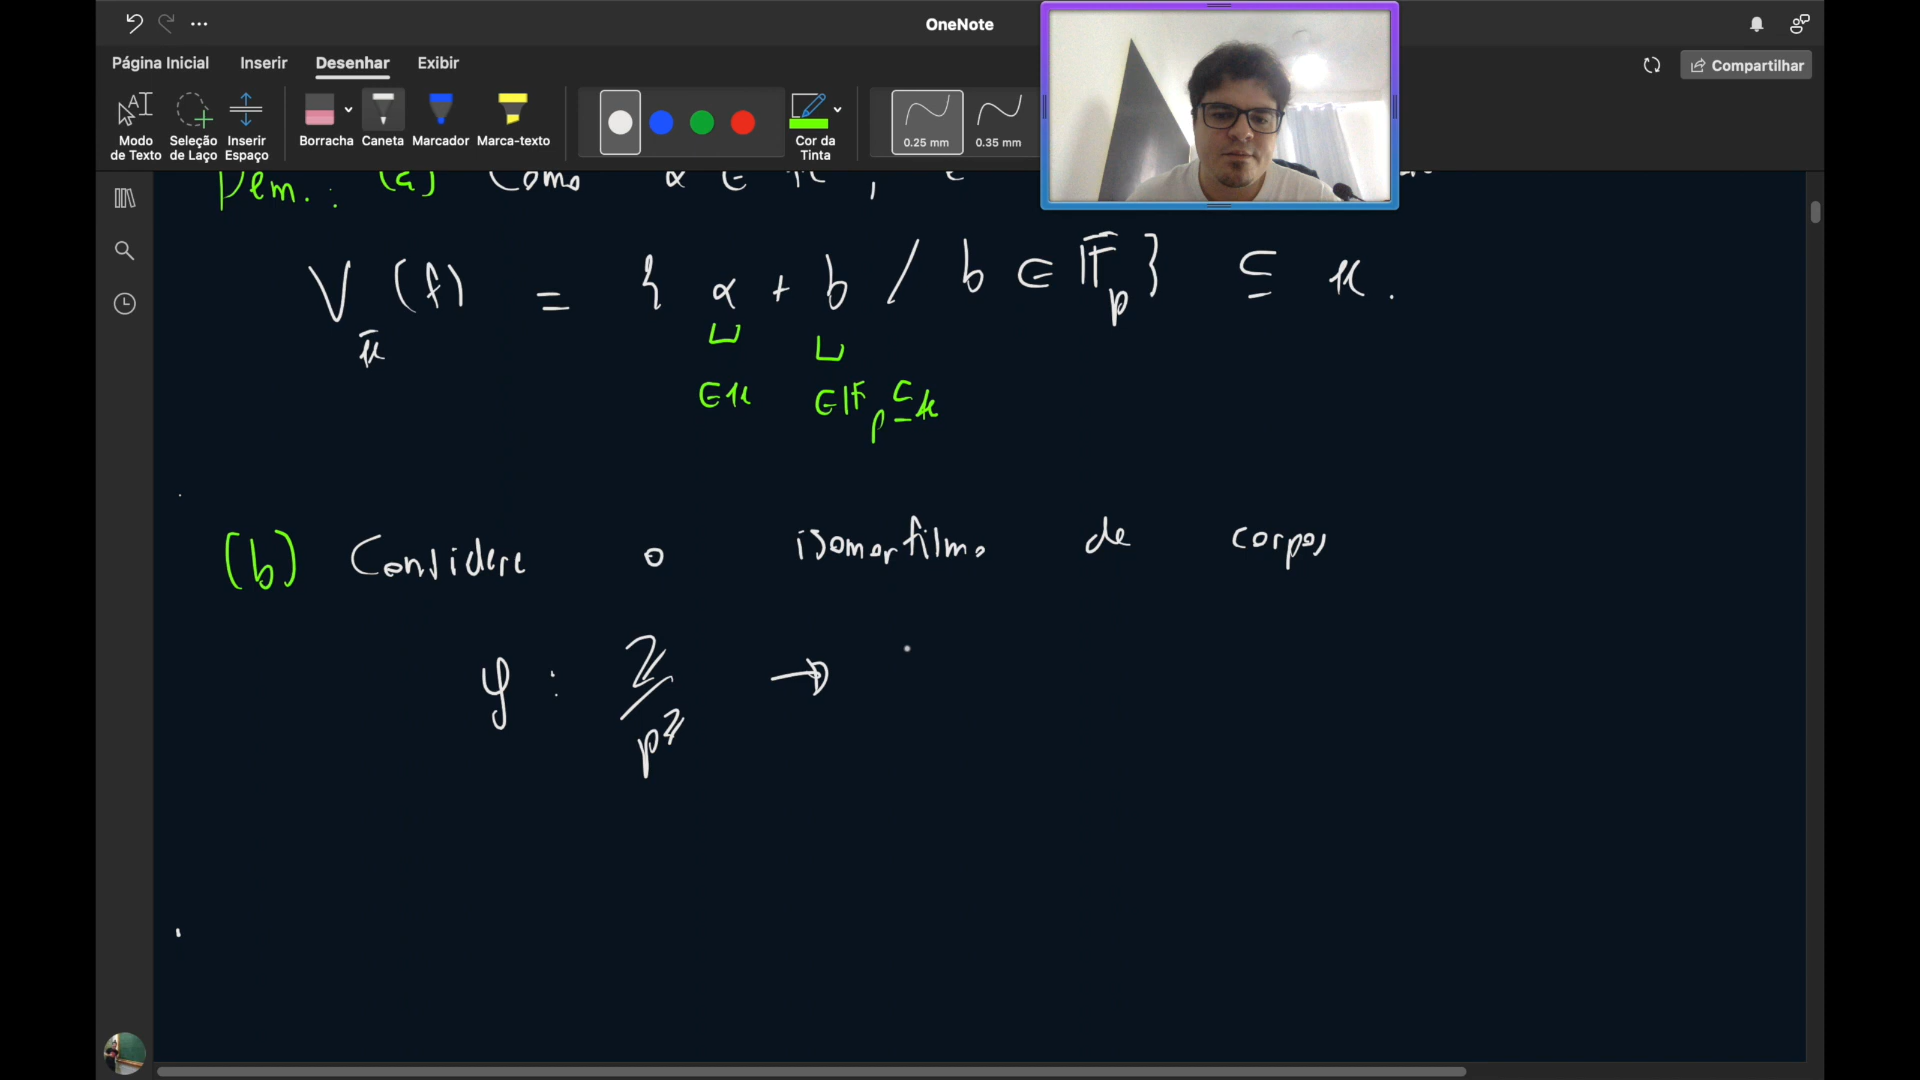 OneNote
Página Inicial Inserir Desenhar Exibir
Compartilhar
Modo de Texto Seleção de Laço Inserir Espaço Borracha Caneta Marcador Marca-texto Cor da Tinta 0.25 mm 0.35 mm
Dem.: (a) Como α ∈ K,
V_K̄ (f) = { α + b / b ∈ 𝔽_p } ⊆ K.
∈ K ∈ 𝔽_p ⊆ K
(b) Considere o isomorfismo de corpos
φ : ℤ/pℤ →